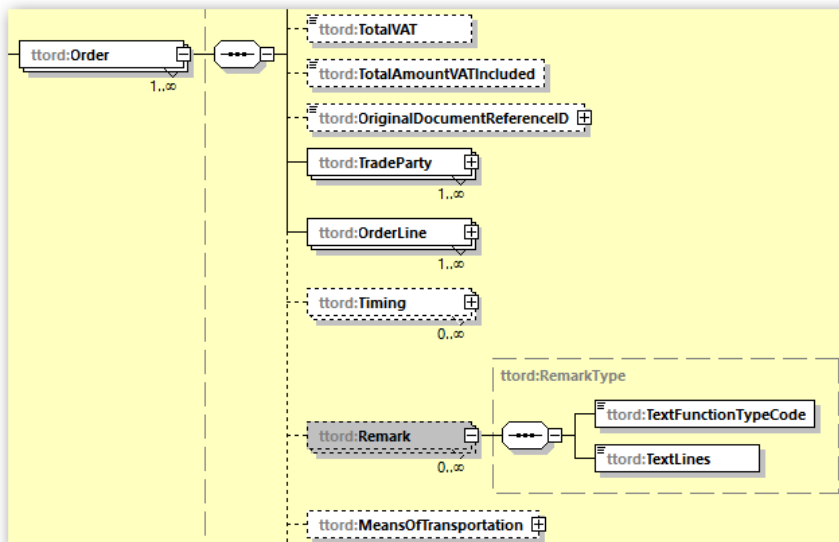 ttord:TotalVAT
ttord:Order
1..∞
ttord:TotalAmountVATIncluded
ttord:OriginalDocumentReferenceID
ttord:TradeParty
1..∞
ttord:OrderLine
1..∞
ttord:Timing
0..∞
ttord:RemarkType
ttord:TextFunctionTypeCode
ttord:Remark
0..∞
ttord:TextLines
ttord:MeansOfTransportation